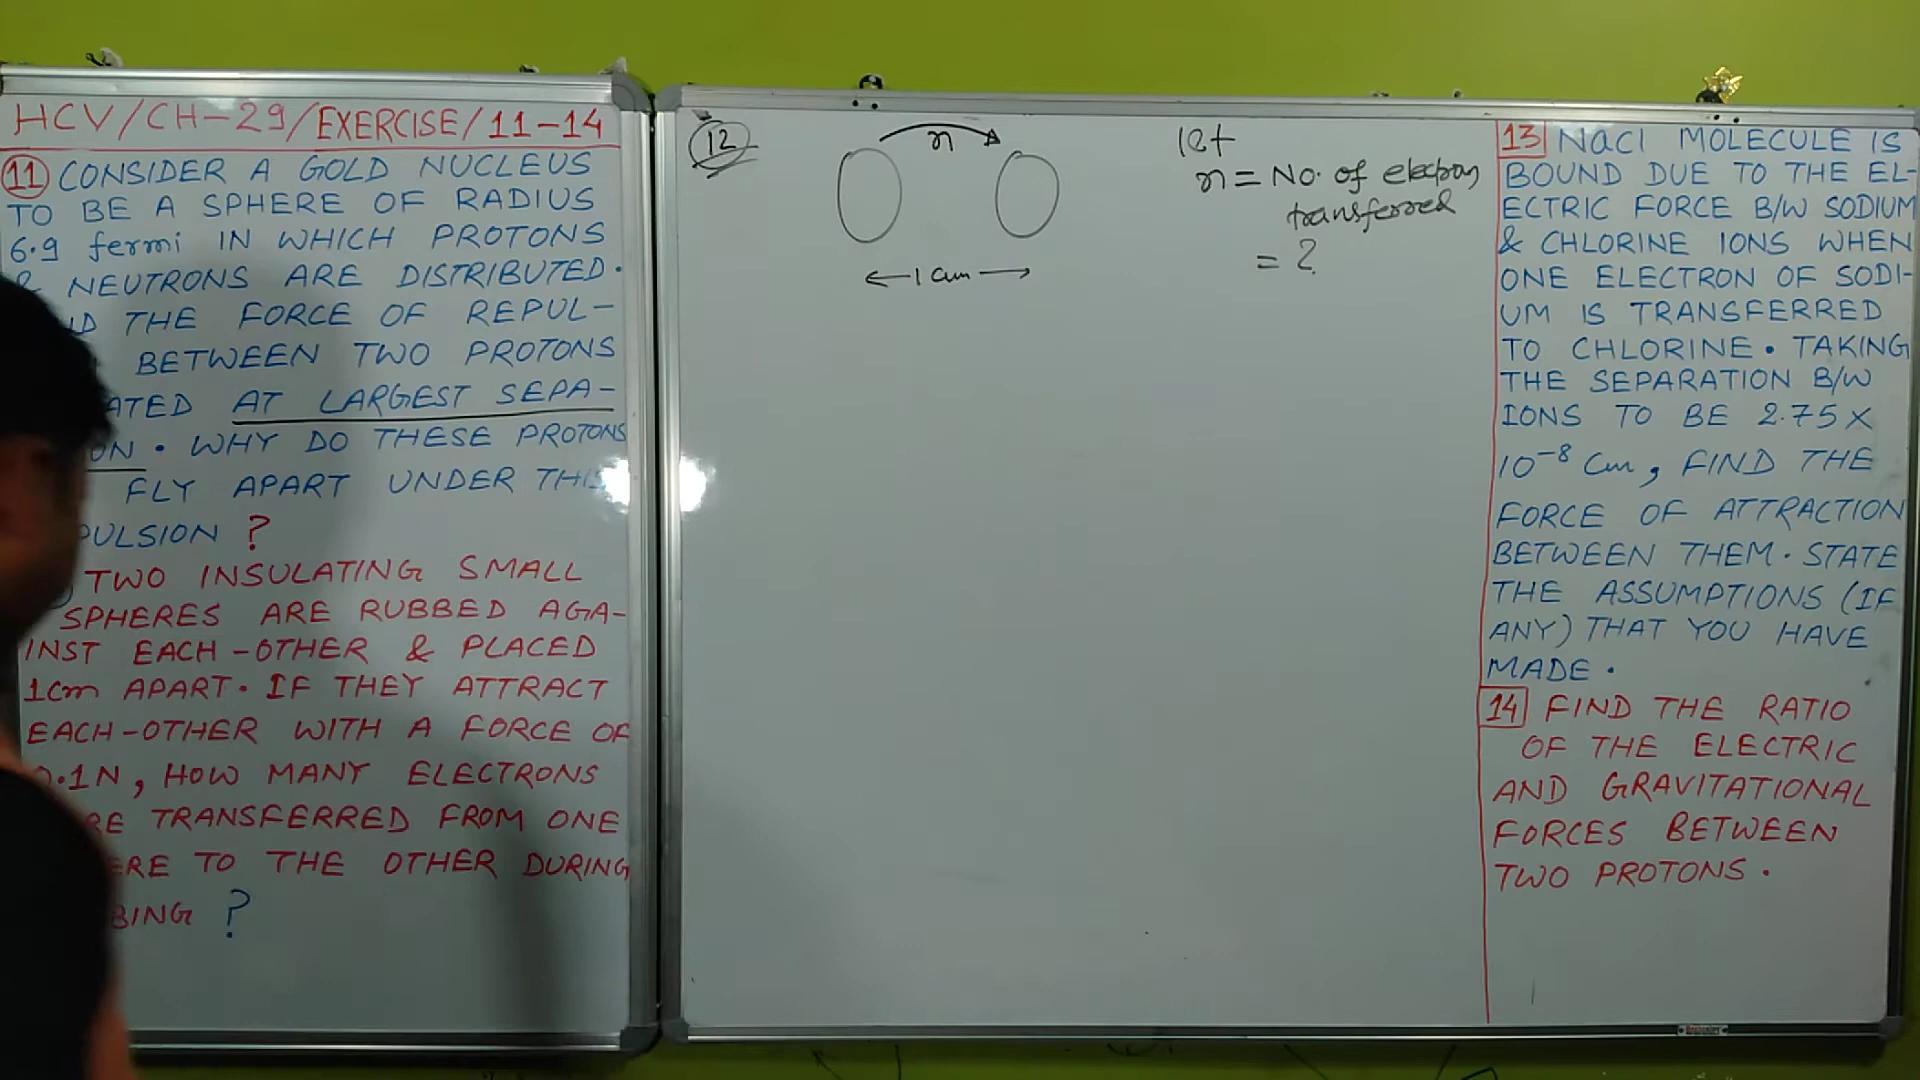 HCV/CH-29/EXERCISE/11-14
11 CONSIDER A GOLD NUCLEUS
TO BE A SPHERE OF RADIUS
6.9 fermi IN WHICH PROTONS
& NEUTRONS ARE DISTRIBUTED.
THE FORCE OF REPUL-
BETWEEN TWO PROTONS
ATED AT LARGEST SEPA-
ON. WHY DO THESE PROTONS
FLY APART UNDER THIS
PULSION ?
TWO INSULATING SMALL
SPHERES ARE RUBBED AGA-
INST EACH-OTHER & PLACED
1cm APART. IF THEY ATTRACT
EACH-OTHER WITH A FORCE OF
0.1N, HOW MANY ELECTRONS
RE TRANSFERRED FROM ONE
ERE TO THE OTHER DURING
BING ?
12
n
1 cm
let
n = No. of electron
transferred
= ?
13 NaCl MOLECULE IS
BOUND DUE TO THE EL-
ECTRIC FORCE B/W SODIUM
& CHLORINE IONS WHEN
ONE ELECTRON OF SODI-
UM IS TRANSFERRED
TO CHLORINE. TAKING
THE SEPARATION B/W
IONS TO BE 2.75 X
10⁻⁸ Cm, FIND THE
FORCE OF ATTRACTION
BETWEEN THEM. STATE
THE ASSUMPTIONS (IF
ANY) THAT YOU HAVE
MADE.
14 FIND THE RATIO
OF THE ELECTRIC
AND GRAVITATIONAL
FORCES BETWEEN
TWO PROTONS.